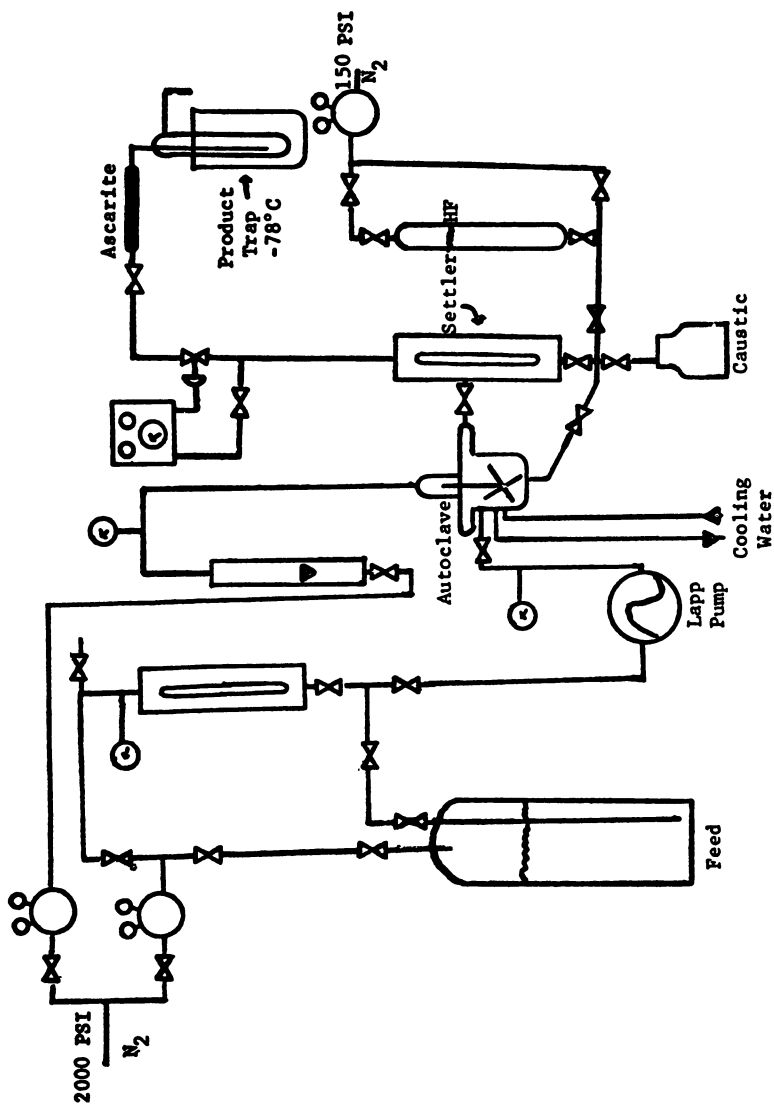 2000 PSI
N2
150 PSI
N2
Ascarite
Product
Trap →
-78°C
HF
Settler
Autoclave
Caustic
Cooling
Water
Lapp
Pump
Feed